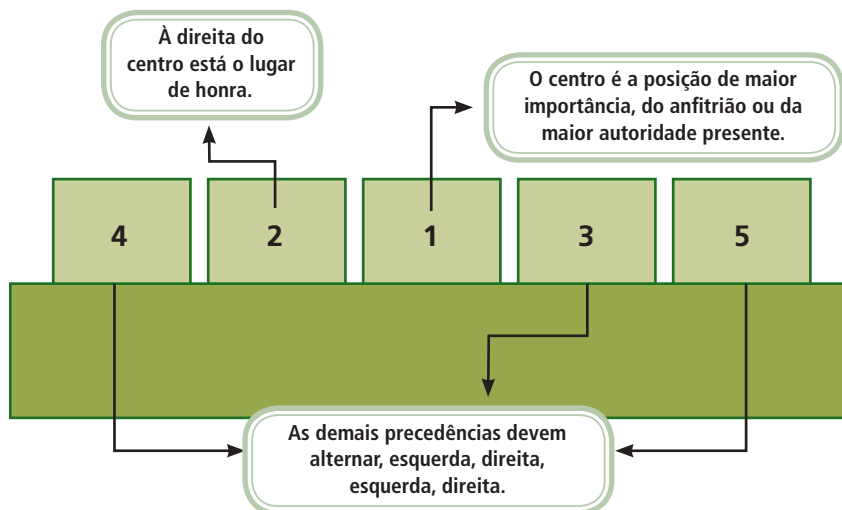 À direita do
centro está o lugar
de honra.
O centro é a posição de maior
importância, do anfitrião ou da
maior autoridade presente.
4 2 1 3 5
As demais precedências devem
alternar, esquerda, direita,
esquerda, direita.